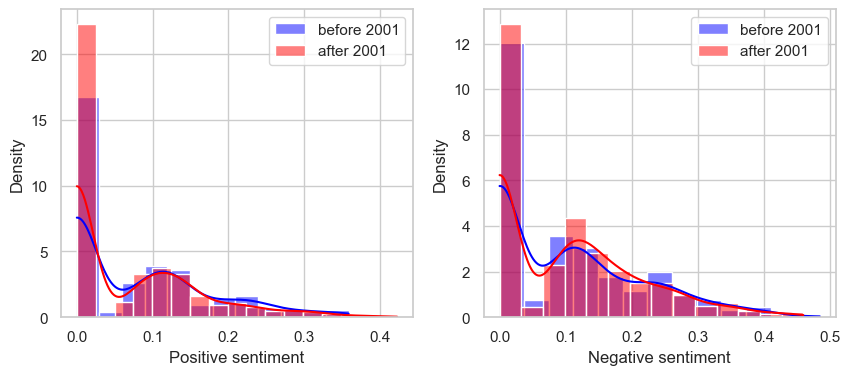 before 2001
after 2001
Density
20
15
10
5
0
0.0 0.1 0.2 0.3 0.4
Positive sentiment
before 2001
after 2001
Density
12
10
8
6
4
2
0
0.0 0.1 0.2 0.3 0.4 0.5
Negative sentiment